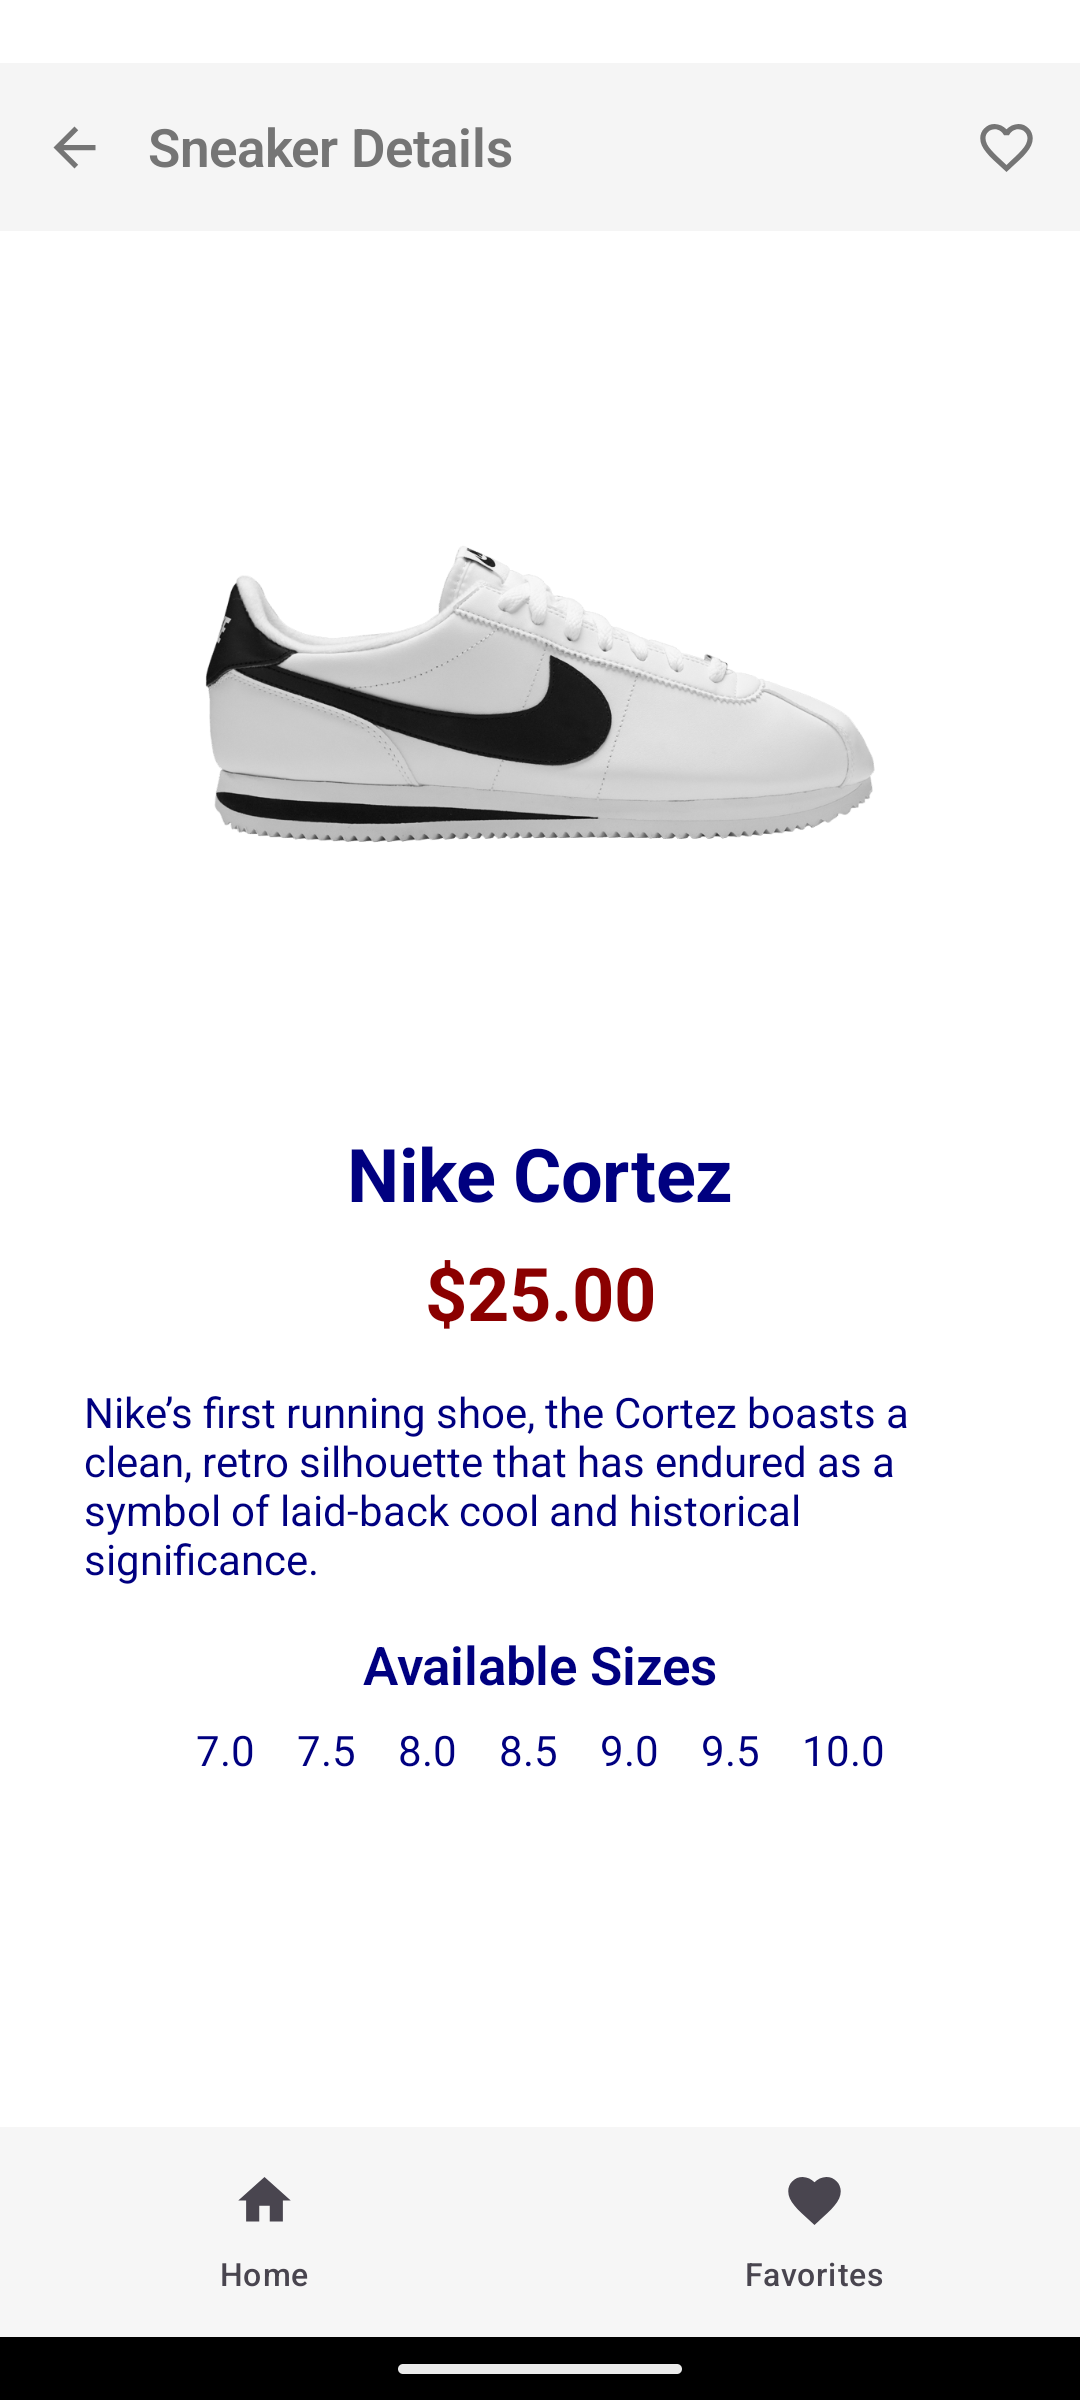 Sneaker Details
Nike Cortez
$25.00
Nike’s first running shoe, the Cortez boasts a
clean, retro silhouette that has endured as a
symbol of laid-back cool and historical
significance.
Available Sizes
7.0 7.5 8.0 8.5 9.0 9.5 10.0
Home Favorites